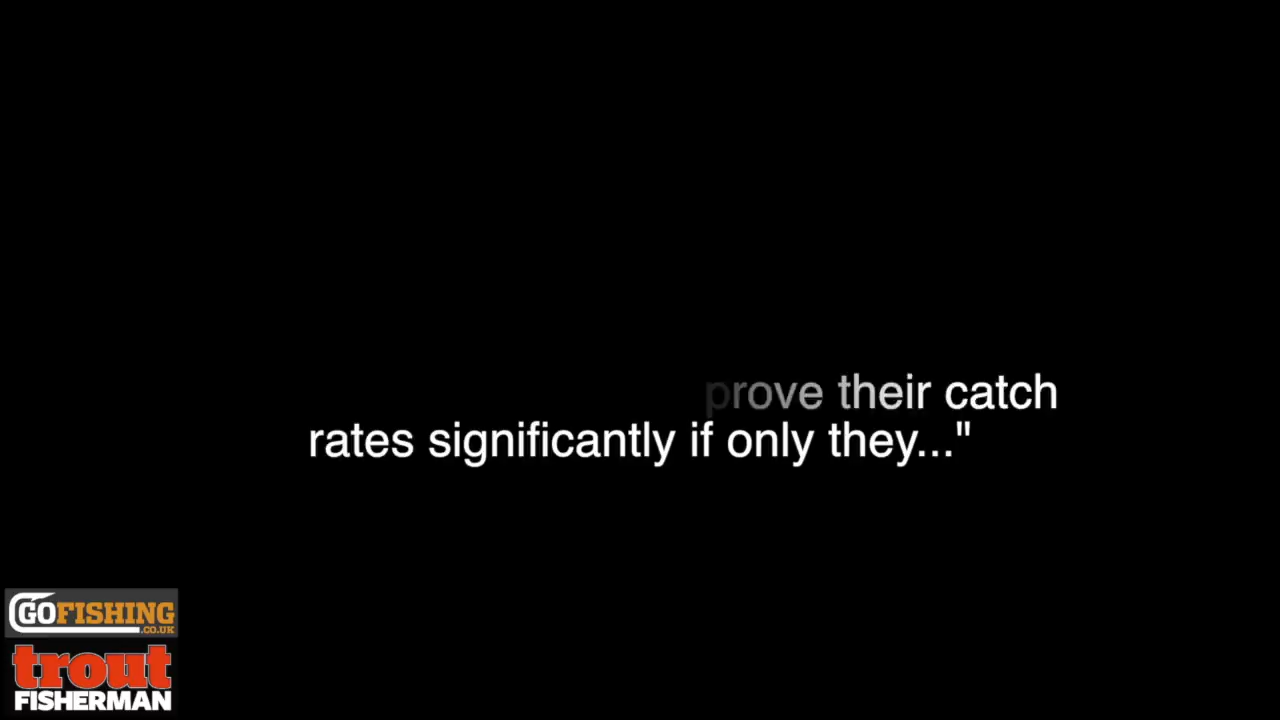 prove their catch
rates significantly if only they..."
GOFISHING
.CO.UK
trout
FISHERMAN